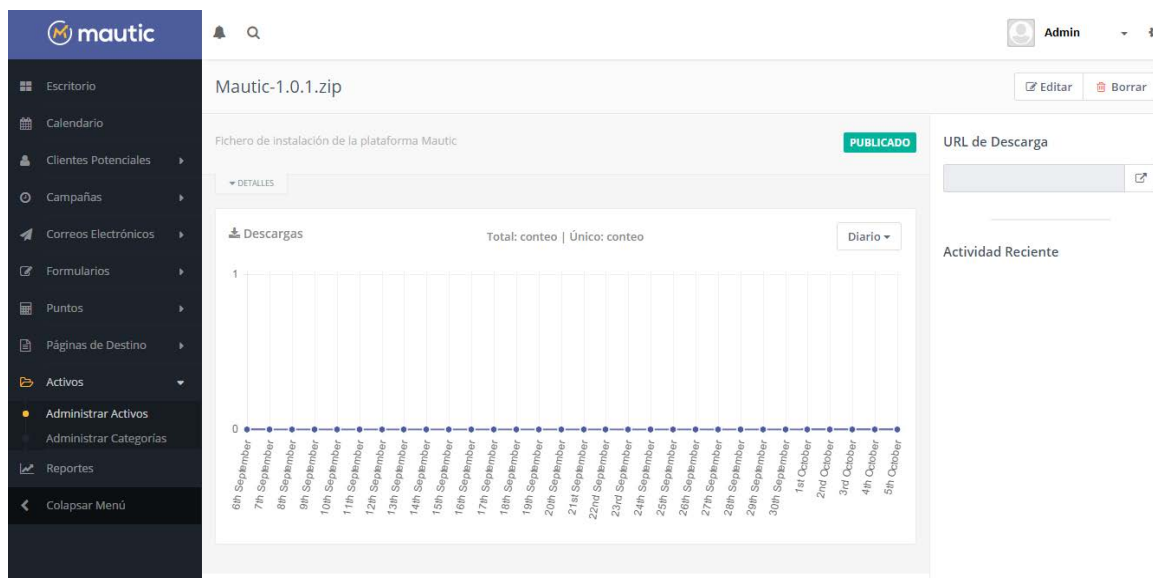 mautic
Admin
Escritorio
Calendario
Clientes Potenciales
Campañas
Correos Electrónicos
Formularios
Puntos
Páginas de Destino
Activos
Administrar Activos
Administrar Categorías
Reportes
Colapsar Menú
Mautic-1.0.1.zip
Editar
Borrar
Fichero de instalación de la plataforma Mautic
PUBLICADO
DETALLES
Descargas
Total: conteo | Único: conteo
Diario
1
0
6th September
7th September
8th September
9th September
10th September
11th September
12th September
13th September
14th September
15th September
16th September
17th September
18th September
19th September
20th September
21st September
22nd September
23rd September
24th September
25th September
26th September
27th September
28th September
29th September
30th September
1st October
2nd October
3rd October
4th October
5th October
URL de Descarga
Actividad Reciente